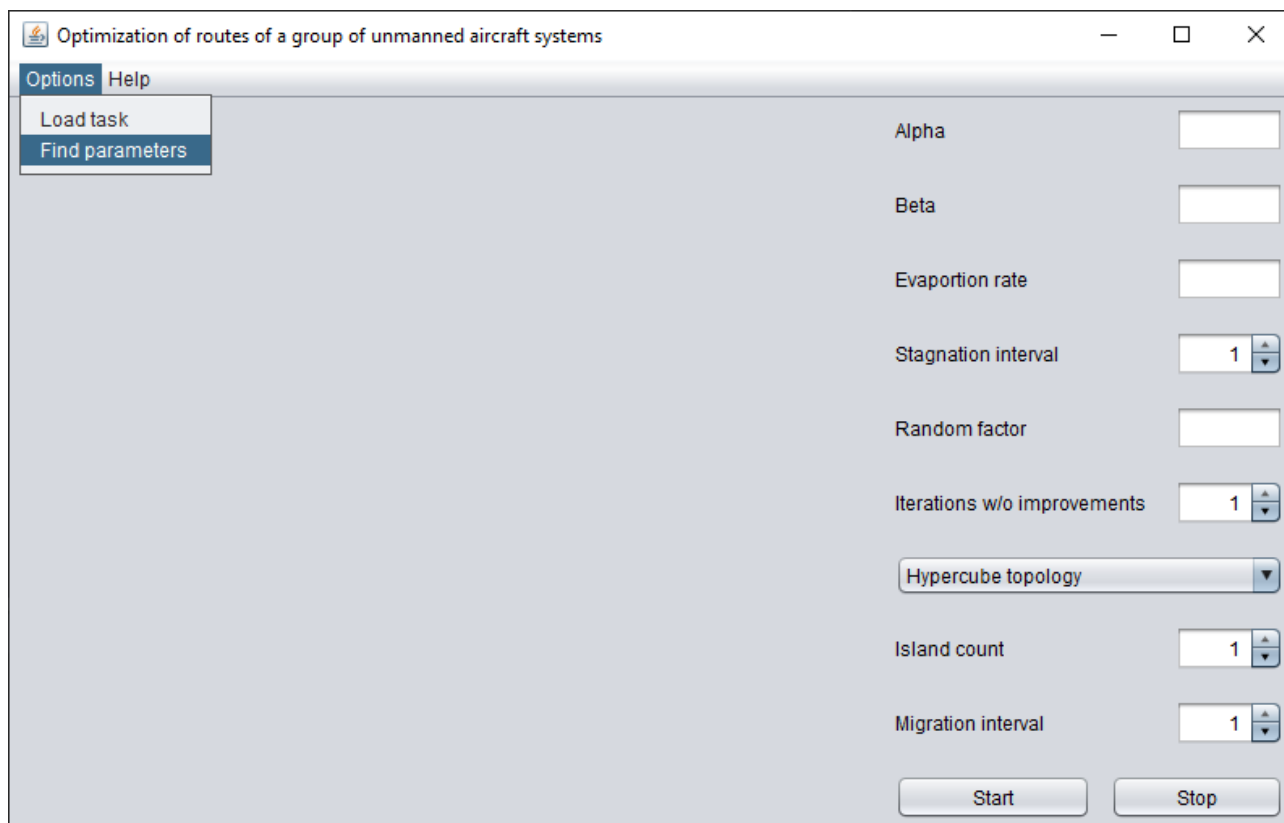 Optimization of routes of a group of unmanned aircraft systems
Options Help
Load task
Find parameters
Alpha
Beta
Evaportion rate
Stagnation interval 1
Random factor
Iterations w/o improvements 1
Hypercube topology
Island count 1
Migration interval 1
Start Stop